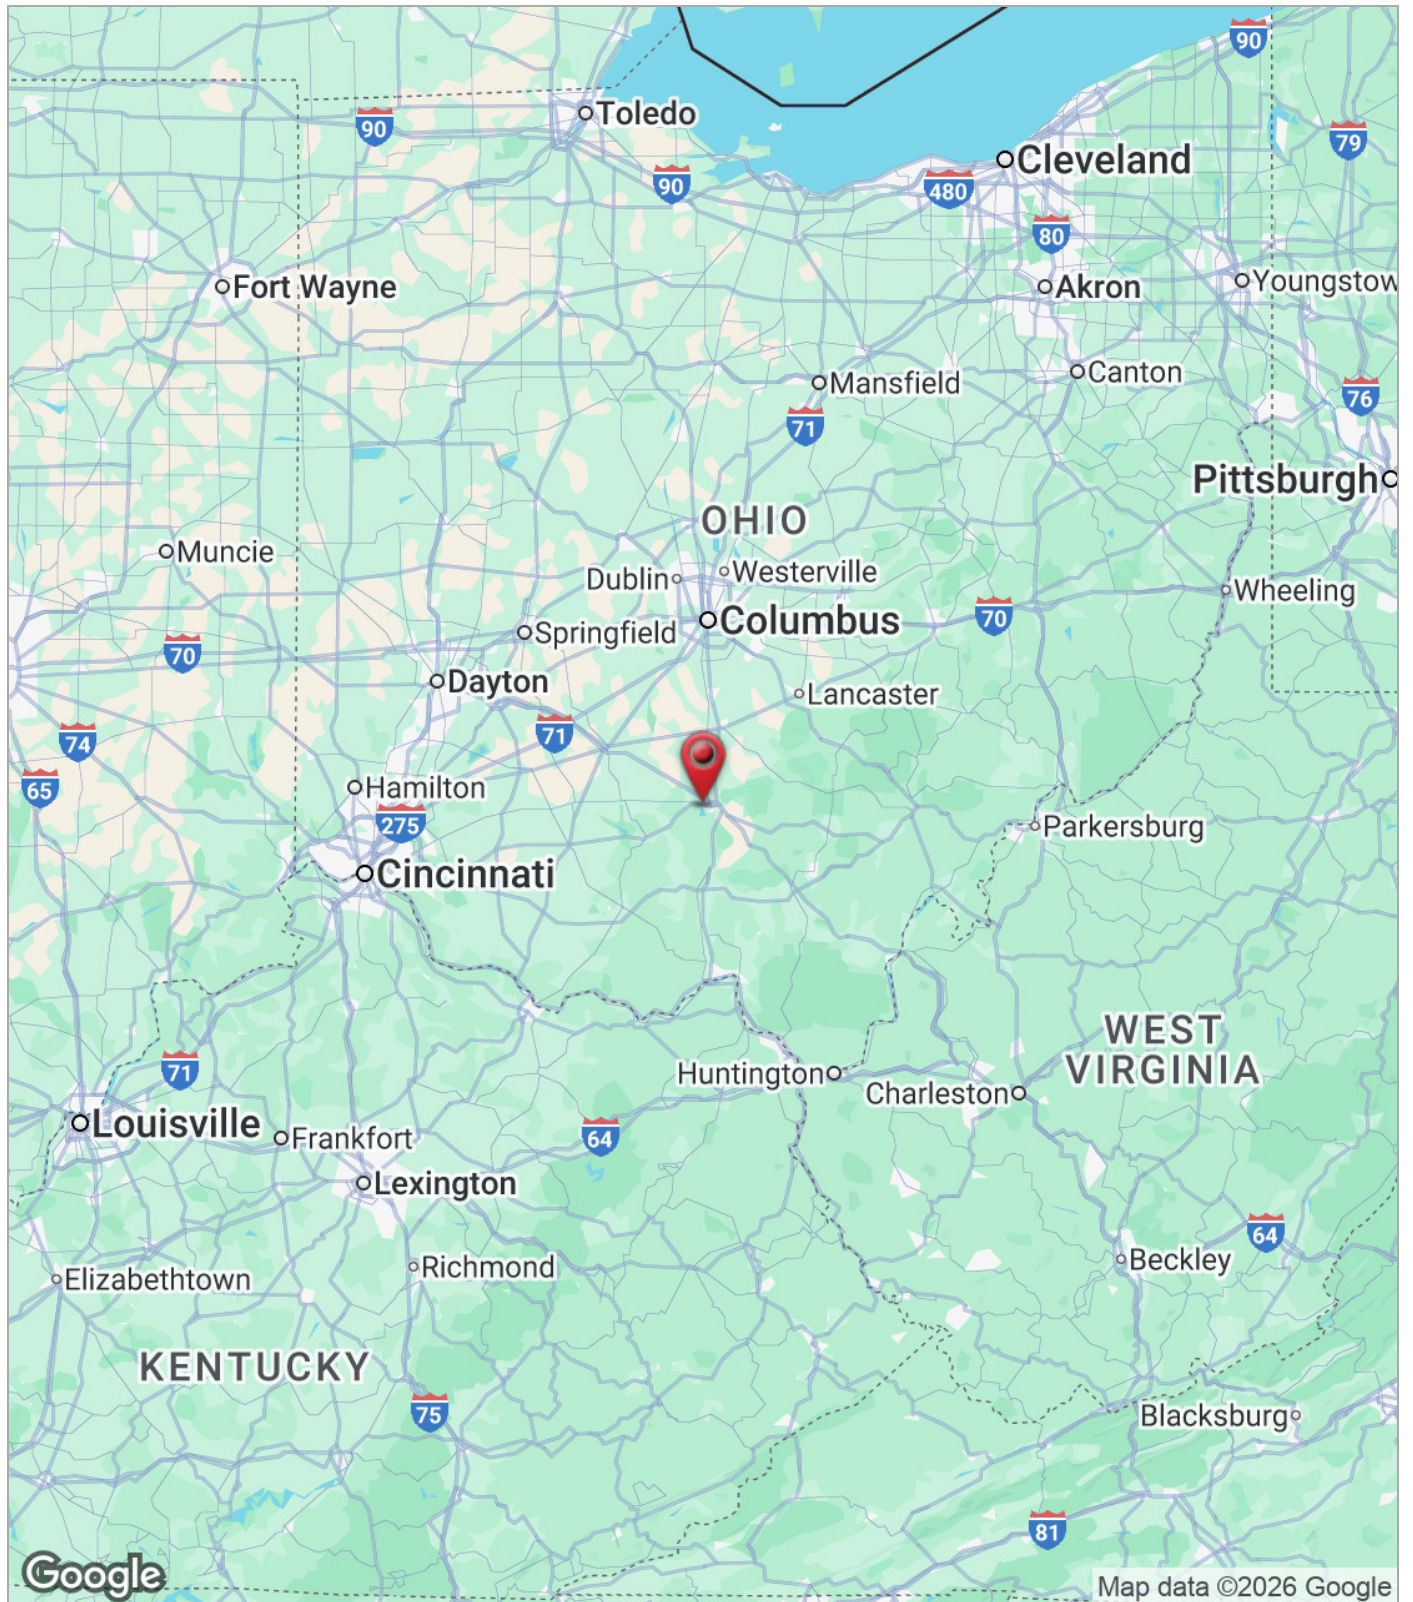 90
Toledo
90
79
Cleveland
90
480
80
Fort Wayne
Akron
Youngstow
Mansfield
Canton
76
71
Pittsburgh
OHIO
Muncie
Dublin
Westerville
Wheeling
Columbus
70
Springfield
70
Dayton
Lancaster
71
74
65
Hamilton
275
Parkersburg
Cincinnati
WEST
VIRGINIA
71
Huntington
Charleston
Louisville
Frankfort
64
Lexington
64
Richmond
Beckley
Elizabethtown
KENTUCKY
75
Blacksburg
81
Google
Map data ©2026 Google